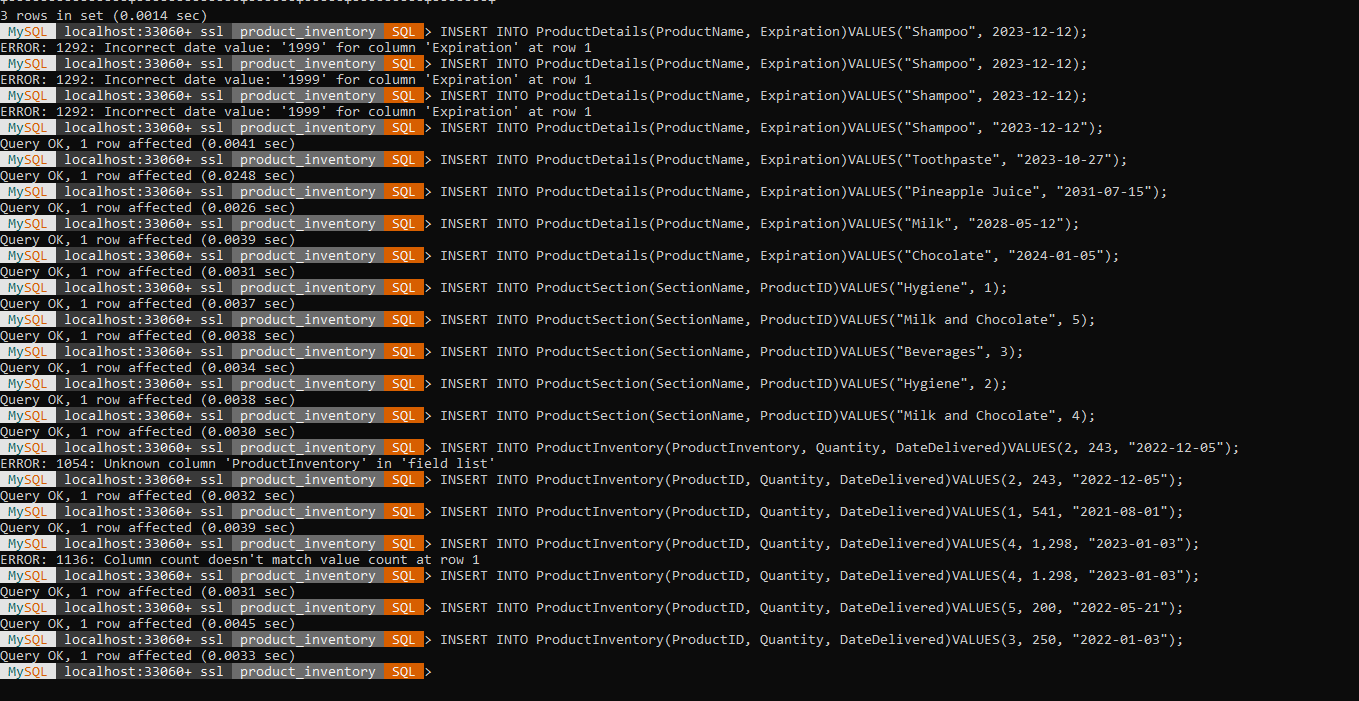 3 rows in set (0.0014 sec)
MySQL localhost:33060+ ssl product_inventory SQL > INSERT INTO ProductDetails(ProductName, Expiration)VALUES("Shampoo", 2023-12-12);
ERROR: 1292: Incorrect date value: '1999' for column 'Expiration' at row 1
MySQL localhost:33060+ ssl product_inventory SQL > INSERT INTO ProductDetails(ProductName, Expiration)VALUES("Shampoo", 2023-12-12);
ERROR: 1292: Incorrect date value: '1999' for column 'Expiration' at row 1
MySQL localhost:33060+ ssl product_inventory SQL > INSERT INTO ProductDetails(ProductName, Expiration)VALUES("Shampoo", 2023-12-12);
ERROR: 1292: Incorrect date value: '1999' for column 'Expiration' at row 1
MySQL localhost:33060+ ssl product_inventory SQL > INSERT INTO ProductDetails(ProductName, Expiration)VALUES("Shampoo", "2023-12-12");
Query OK, 1 row affected (0.0041 sec)
MySQL localhost:33060+ ssl product_inventory SQL > INSERT INTO ProductDetails(ProductName, Expiration)VALUES("Toothpaste", "2023-10-27");
Query OK, 1 row affected (0.0248 sec)
MySQL localhost:33060+ ssl product_inventory SQL > INSERT INTO ProductDetails(ProductName, Expiration)VALUES("Pineapple Juice", "2031-07-15");
Query OK, 1 row affected (0.0026 sec)
MySQL localhost:33060+ ssl product_inventory SQL > INSERT INTO ProductDetails(ProductName, Expiration)VALUES("Milk", "2028-05-12");
Query OK, 1 row affected (0.0039 sec)
MySQL localhost:33060+ ssl product_inventory SQL > INSERT INTO ProductDetails(ProductName, Expiration)VALUES("Chocolate", "2024-01-05");
Query OK, 1 row affected (0.0031 sec)
MySQL localhost:33060+ ssl product_inventory SQL > INSERT INTO ProductSection(SectionName, ProductID)VALUES("Hygiene", 1);
Query OK, 1 row affected (0.0037 sec)
MySQL localhost:33060+ ssl product_inventory SQL > INSERT INTO ProductSection(SectionName, ProductID)VALUES("Milk and Chocolate", 5);
Query OK, 1 row affected (0.0038 sec)
MySQL localhost:33060+ ssl product_inventory SQL > INSERT INTO ProductSection(SectionName, ProductID)VALUES("Beverages", 3);
Query OK, 1 row affected (0.0034 sec)
MySQL localhost:33060+ ssl product_inventory SQL > INSERT INTO ProductSection(SectionName, ProductID)VALUES("Hygiene", 2);
Query OK, 1 row affected (0.0038 sec)
MySQL localhost:33060+ ssl product_inventory SQL > INSERT INTO ProductSection(SectionName, ProductID)VALUES("Milk and Chocolate", 4);
Query OK, 1 row affected (0.0030 sec)
MySQL localhost:33060+ ssl product_inventory SQL > INSERT INTO ProductInventory(ProductInventory, Quantity, DateDelivered)VALUES(2, 243, "2022-12-05");
ERROR: 1054: Unknown column 'ProductInventory' in 'field list'
MySQL localhost:33060+ ssl product_inventory SQL > INSERT INTO ProductInventory(ProductID, Quantity, DateDelivered)VALUES(2, 243, "2022-12-05");
Query OK, 1 row affected (0.0032 sec)
MySQL localhost:33060+ ssl product_inventory SQL > INSERT INTO ProductInventory(ProductID, Quantity, DateDelivered)VALUES(1, 541, "2021-08-01");
Query OK, 1 row affected (0.0039 sec)
MySQL localhost:33060+ ssl product_inventory SQL > INSERT INTO ProductInventory(ProductID, Quantity, DateDelivered)VALUES(4, 1,298, "2023-01-03");
ERROR: 1136: Column count doesn't match value count at row 1
MySQL localhost:33060+ ssl product_inventory SQL > INSERT INTO ProductInventory(ProductID, Quantity, DateDelivered)VALUES(4, 1.298, "2023-01-03");
Query OK, 1 row affected (0.0031 sec)
MySQL localhost:33060+ ssl product_inventory SQL > INSERT INTO ProductInventory(ProductID, Quantity, DateDelivered)VALUES(5, 200, "2022-05-21");
Query OK, 1 row affected (0.0045 sec)
MySQL localhost:33060+ ssl product_inventory SQL > INSERT INTO ProductInventory(ProductID, Quantity, DateDelivered)VALUES(3, 250, "2022-01-03");
Query OK, 1 row affected (0.0033 sec)
MySQL localhost:33060+ ssl product_inventory SQL >